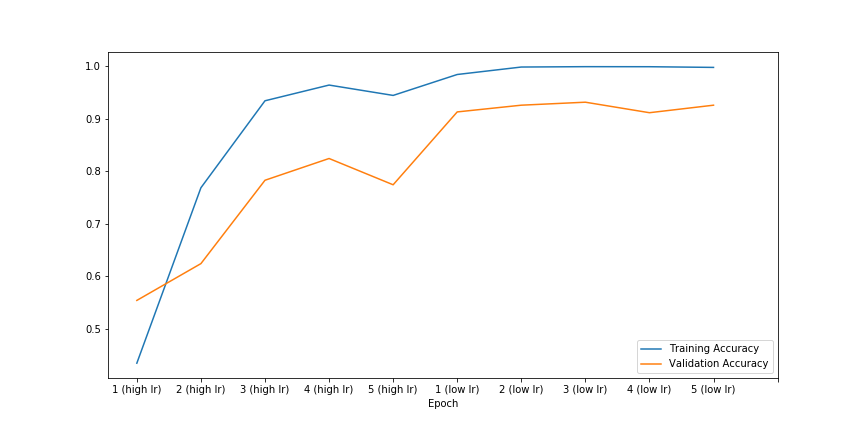 1.0
0.9
0.8
0.7
0.6
0.5
1 (high lr) 2 (high lr) 3 (high lr) 4 (high lr) 5 (high lr) 1 (low lr) 2 (low lr) 3 (low lr) 4 (low lr) 5 (low lr)
Epoch
Training Accuracy
Validation Accuracy